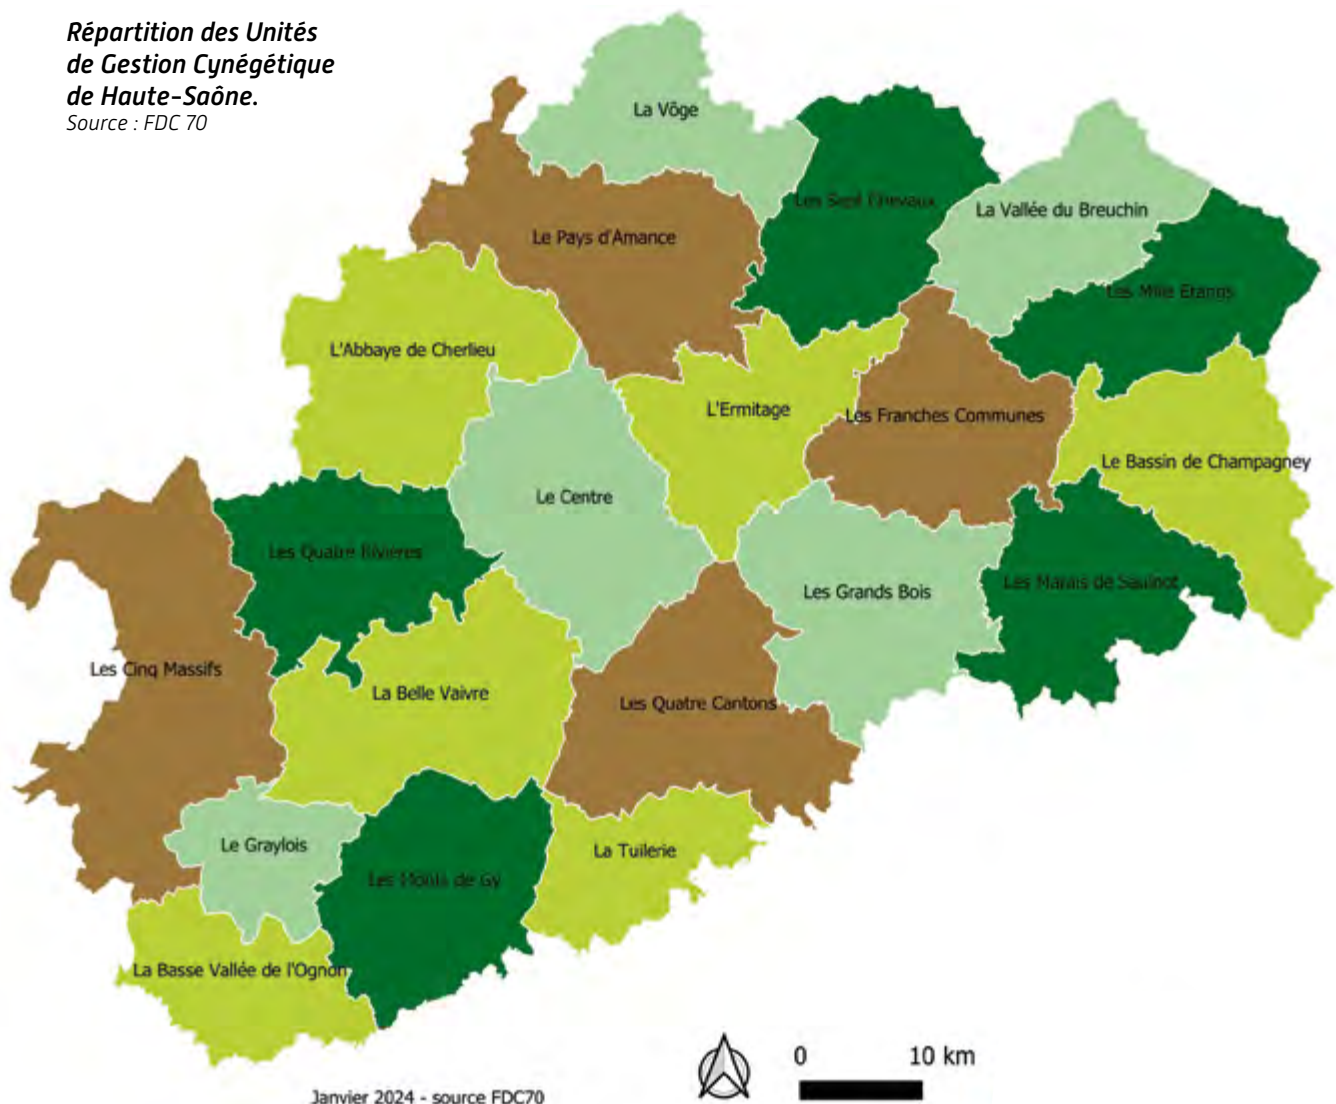 Répartition des Unités
de Gestion Cynégétique
de Haute-Saône.
Source : FDC 70
La Vôge
Les Sept Chevaux
La Vallée du Breuchin
Le Pays d'Amance
Les Mille Etangs
L'Abbaye de Cherlieu
L'Ermitage
Les Franches Communes
Le Bassin de Champagney
Le Centre
Les Quatre Rivières
Les Grands Bois
Les Marais de Saulnot
Les Cinq Massifs
La Belle Vaivre
Les Quatre Cantons
Le Graylois
La Tuilerie
Les Monts de Gy
La Basse Vallée de l'Ognon
0 10 km
Janvier 2024 - source FDC70